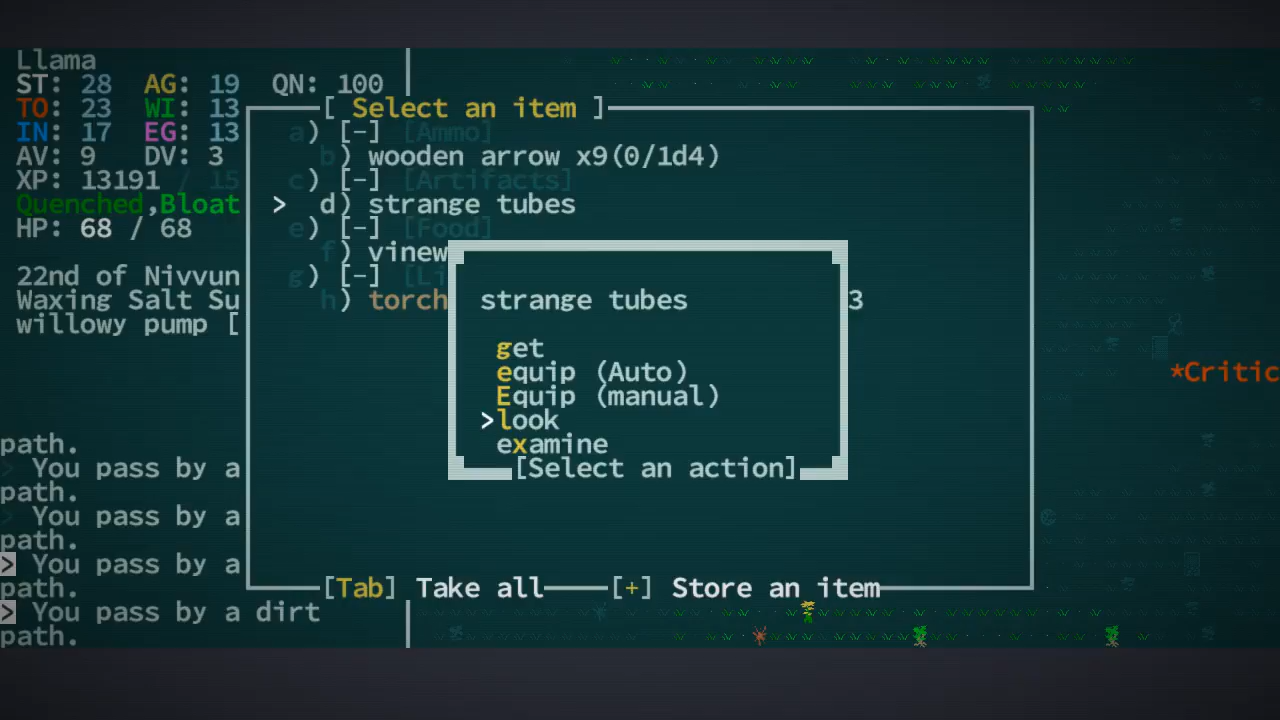 Llama
ST: 28 AG: 19 QN: 100
TO: 23 WI: 13
IN: 17 EG: 13
AV: 9 DV: 3
XP: 13191 / 15
Quenched,Bloat
HP: 68 / 68
22nd of Nivvun
Waxing Salt Su
willowy pump [
path.
> You pass by a
path.
> You pass by a
path.
> You pass by a
path.
> You pass by a dirt
path.
[ Select an item ]
a) [-] [Ammo]
b) wooden arrow x9(0/1d4)
c) [-] [Artifacts]
> d) strange tubes
e) [-] [Food]
f) vinew
g) [-] [Li
h) torch
3
strange tubes
get
equip (Auto)
Equip (manual)
>look
examine
[Select an action]
[Tab] Take all [+] Store an item
*Critic